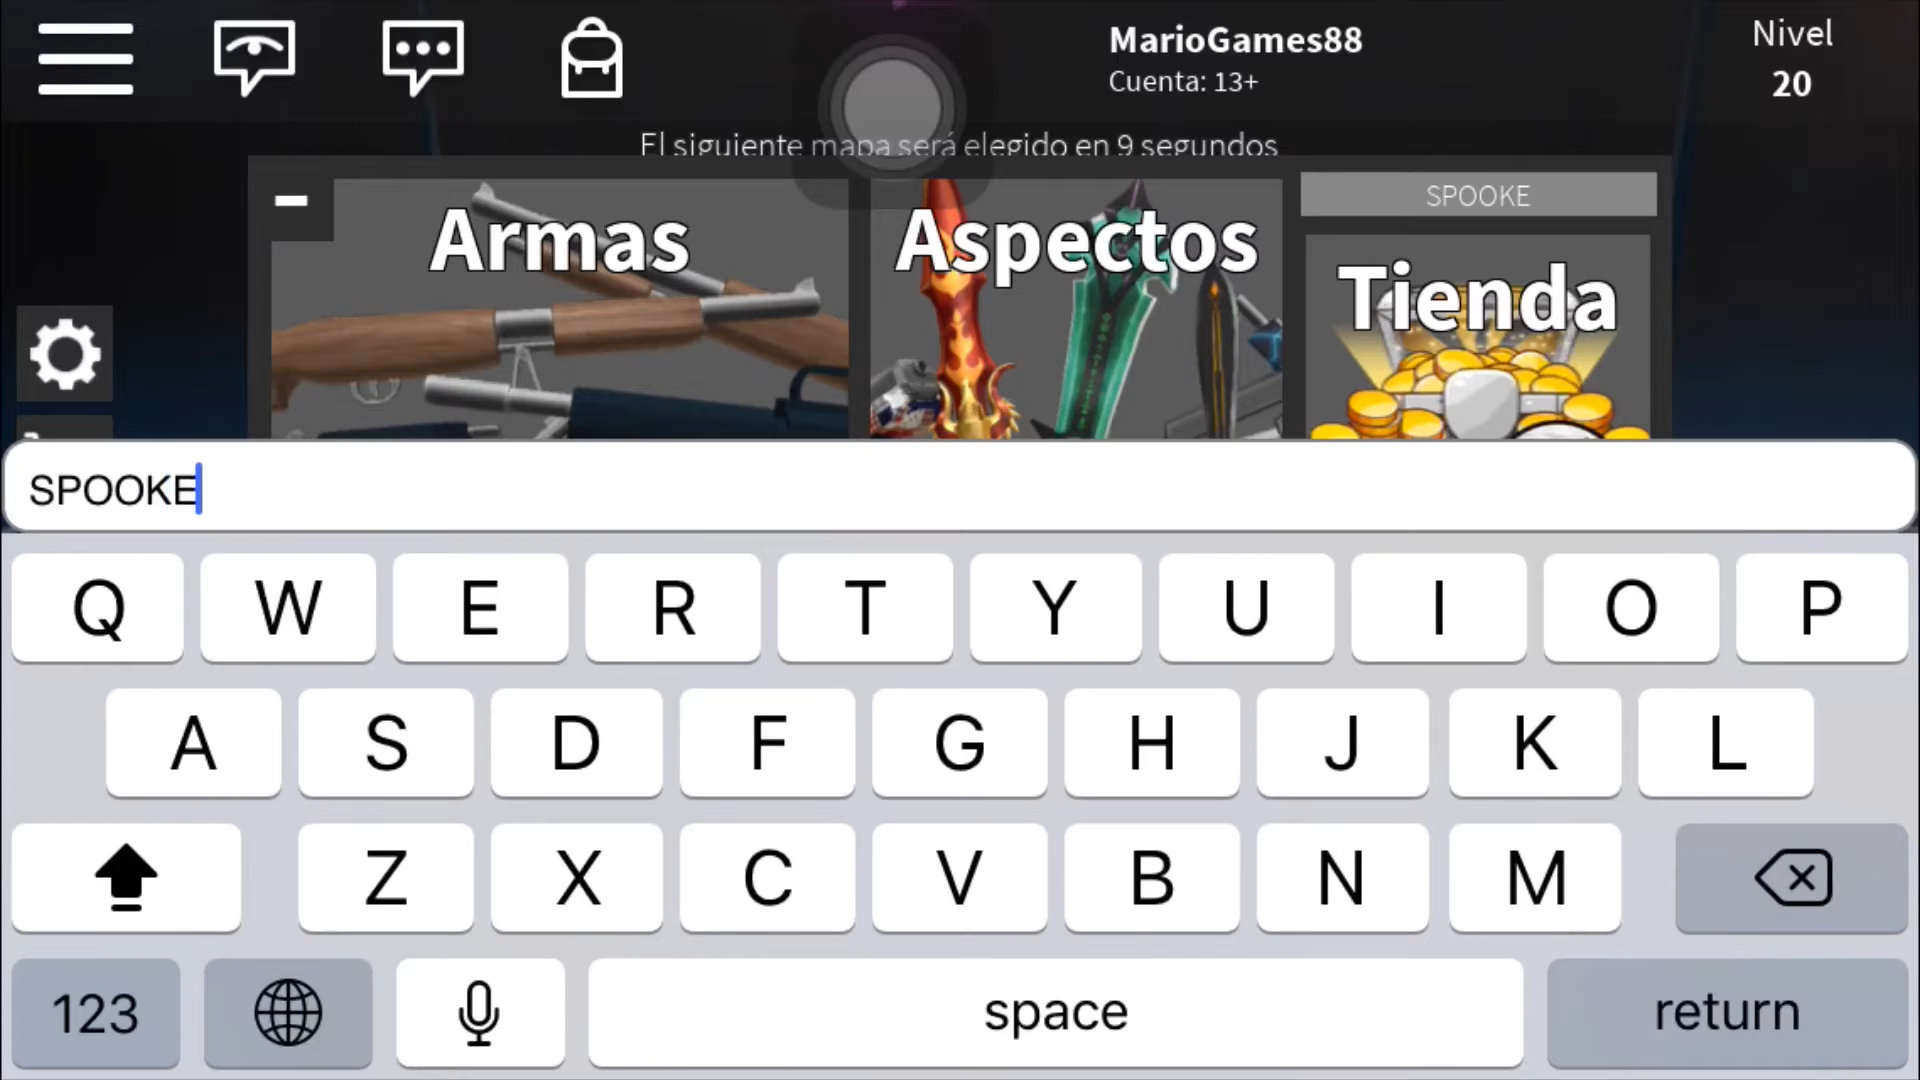 MarioGames88
Cuenta: 13+
Nivel
20
El siguiente mapa será elegido en 9 segundos
Armas
Aspectos
SPOOKE
Tienda
SPOOKE
Q W E R T Y U I O P
A S D F G H J K L
Z X C V B N M
123
space
return